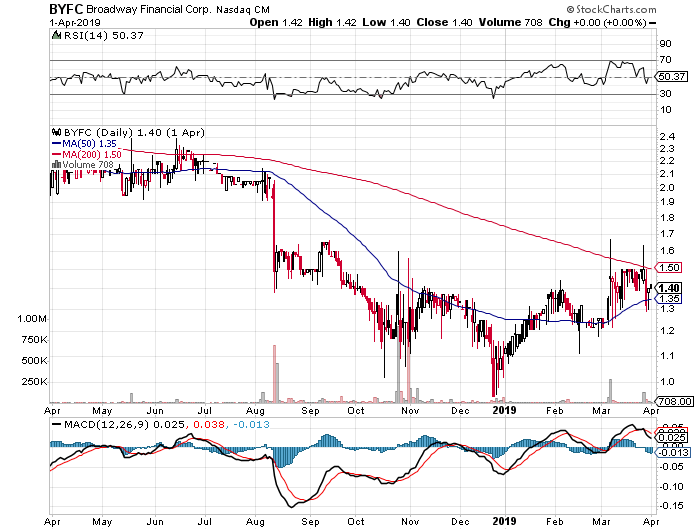 BYFC Broadway Financial Corp. Nasdaq CM
© StockCharts.com
1-Apr-2019
Open 1.42 High 1.42 Low 1.40 Close 1.40 Volume 708 Chg +0.00 (+0.00%)
RSI(14) 50.37
90
70
50.37
30
10
BYFC (Daily) 1.40 (1 Apr)
MA(50) 1.35
MA(200) 1.50
Volume 708
2.4
2.3
2.2
2.1
2.0
1.9
1.8
1.7
1.6
1.50
1.40
1.35
1.3
1.2
1.1
1.0
708.00
1.00M
750K
500K
250K
Apr May Jun Jul Aug Sep Oct Nov Dec 2019 Feb Mar Apr
MACD(12,26,9) 0.025, 0.038, -0.013
0.05
0.025
-0.013
-0.05
-0.10
-0.15
Apr May Jun Jul Aug Sep Oct Nov Dec 2019 Feb Mar Apr